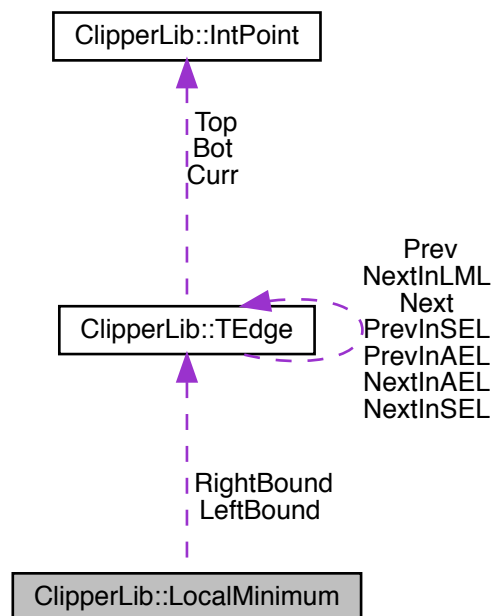 ClipperLib::IntPoint
Top
Bot
Curr
Prev
NextInLML
Next
PrevInSEL
PrevInAEL
NextInAEL
NextInSEL
ClipperLib::TEdge
RightBound
LeftBound
ClipperLib::LocalMinimum